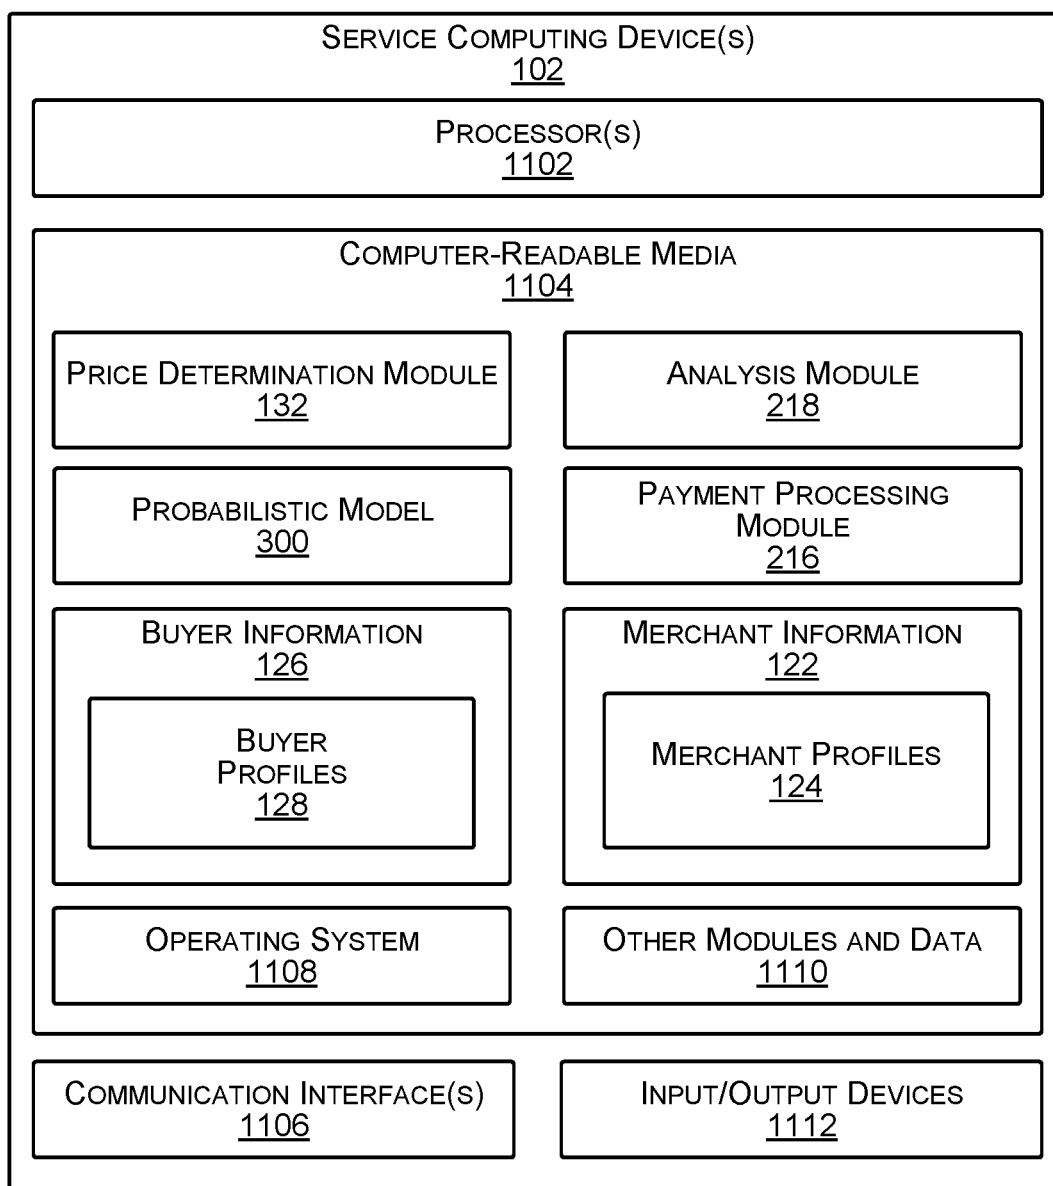 SERVICE COMPUTING DEVICE(S)
102
PROCESSOR(S)
1102
COMPUTER-READABLE MEDIA
1104
PRICE DETERMINATION MODULE
132
ANALYSIS MODULE
218
PROBABILISTIC MODEL
300
PAYMENT PROCESSING
MODULE
216
BUYER INFORMATION
126
BUYER
PROFILES
128
MERCHANT INFORMATION
122
MERCHANT PROFILES
124
OPERATING SYSTEM
1108
OTHER MODULES AND DATA
1110
COMMUNICATION INTERFACE(S)
1106
INPUT/OUTPUT DEVICES
1112